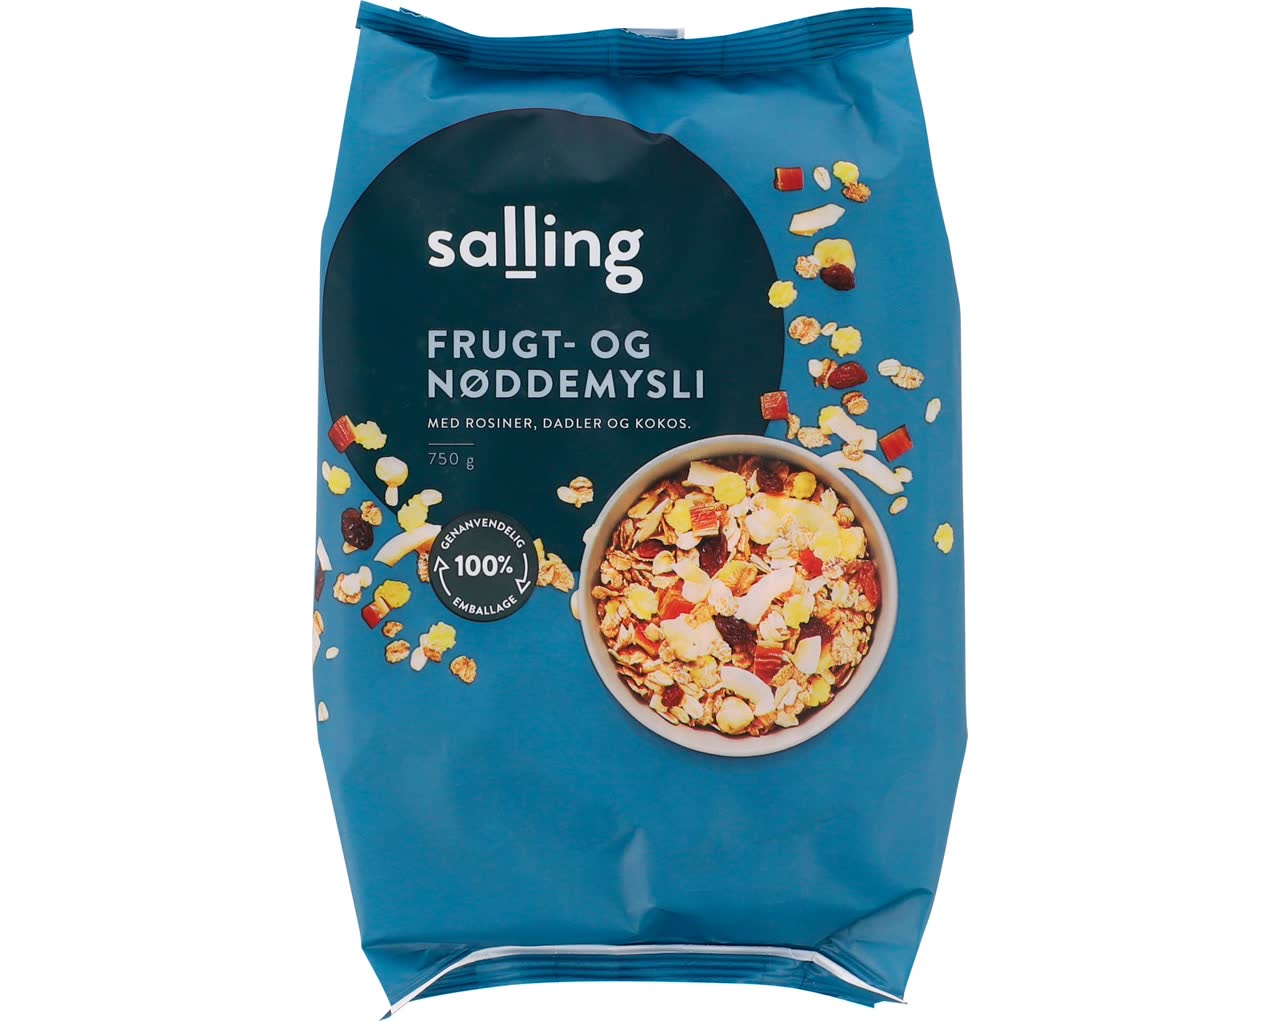 salling
FRUGT- OG
NØDDEMYSLI
MED ROSINER, DADLER OG KOKOS.
750 g
GENANVENDELIG
100%
EMBALLAGE